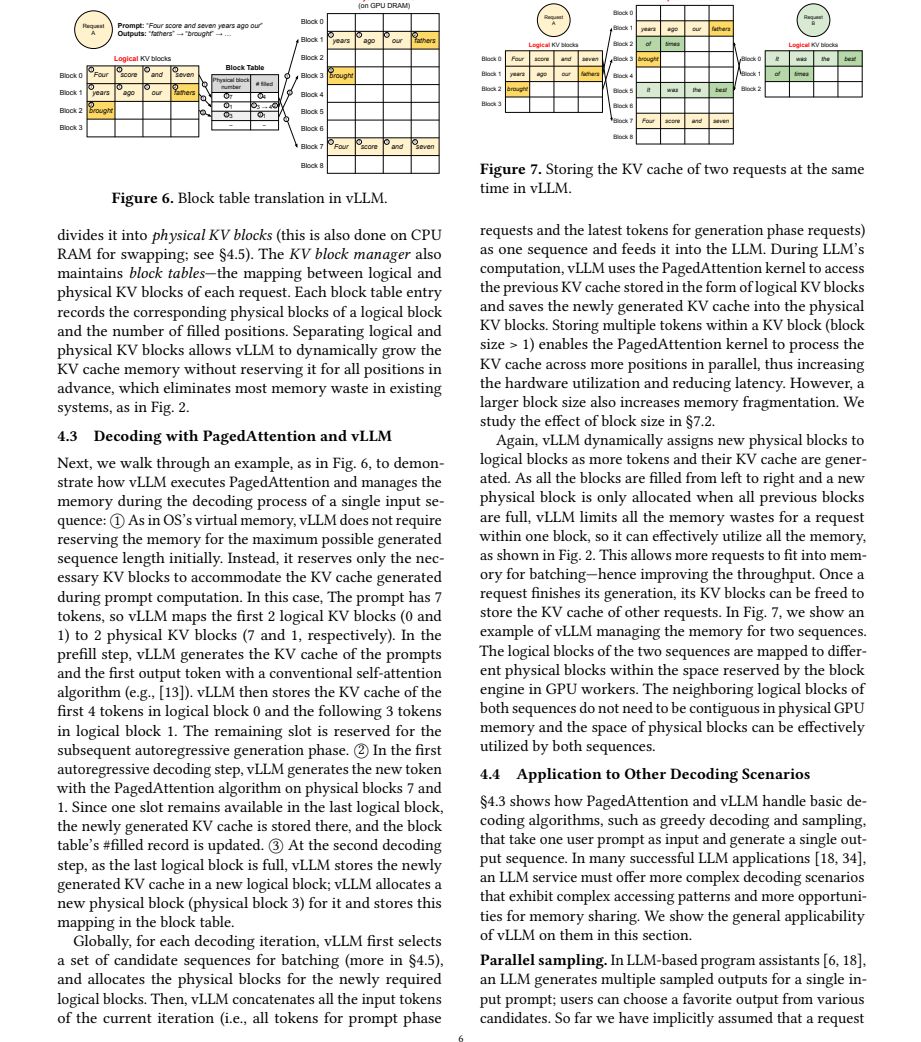 (on GPU DRAM)
Request
A
Prompt: "Four score and seven years ago our"
Outputs: "fathers" → "brought" → …
Logical KV blocks
Block 0 Four score and seven
Block 1 years ago our fathers
Block 2 brought
Block 3
Block Table
Physical block number # filled
7 4
1 3→4
3 1
– –
Block 0
Block 1 years ago our fathers
Block 2
Block 3 brought
Block 4
Block 5
Block 6
Block 7 Four score and seven
Block 8
Figure 6. Block table translation in vLLM.
divides it into physical KV blocks (this is also done on CPU
RAM for swapping; see §4.5). The KV block manager also
maintains block tables—the mapping between logical and
physical KV blocks of each request. Each block table entry
records the corresponding physical blocks of a logical block
and the number of filled positions. Separating logical and
physical KV blocks allows vLLM to dynamically grow the
KV cache memory without reserving it for all positions in
advance, which eliminates most memory waste in existing
systems, as in Fig. 2.
4.3 Decoding with PagedAttention and vLLM
Next, we walk through an example, as in Fig. 6, to demon-
strate how vLLM executes PagedAttention and manages the
memory during the decoding process of a single input se-
quence: ① As in OS's virtual memory, vLLM does not require
reserving the memory for the maximum possible generated
sequence length initially. Instead, it reserves only the nec-
essary KV blocks to accommodate the KV cache generated
during prompt computation. In this case, The prompt has 7
tokens, so vLLM maps the first 2 logical KV blocks (0 and
1) to 2 physical KV blocks (7 and 1, respectively). In the
prefill step, vLLM generates the KV cache of the prompts
and the first output token with a conventional self-attention
algorithm (e.g., [13]). vLLM then stores the KV cache of the
first 4 tokens in logical block 0 and the following 3 tokens
in logical block 1. The remaining slot is reserved for the
subsequent autoregressive generation phase. ② In the first
autoregressive decoding step, vLLM generates the new token
with the PagedAttention algorithm on physical blocks 7 and
1. Since one slot remains available in the last logical block,
the newly generated KV cache is stored there, and the block
table's #filled record is updated. ③ At the second decoding
step, as the last logical block is full, vLLM stores the newly
generated KV cache in a new logical block; vLLM allocates a
new physical block (physical block 3) for it and stores this
mapping in the block table.
Globally, for each decoding iteration, vLLM first selects
a set of candidate sequences for batching (more in §4.5),
and allocates the physical blocks for the newly required
logical blocks. Then, vLLM concatenates all the input tokens
of the current iteration (i.e., all tokens for prompt phase
Request
A
Logical KV blocks
Block 0 Four score and seven
Block 1 years ago our fathers
Block 2 brought
Block 3
Block 0
Block 1 years ago our fathers
Block 2 of times
Block 3 brought
Block 4
Block 5 It was the best
Block 6
Block 7 Four score and seven
Block 8
Request
B
Logical KV blocks
Block 0 It was the best
Block 1 of times
Block 2
Figure 7. Storing the KV cache of two requests at the same
time in vLLM.
requests and the latest tokens for generation phase requests)
as one sequence and feeds it into the LLM. During LLM's
computation, vLLM uses the PagedAttention kernel to access
the previous KV cache stored in the form of logical KV blocks
and saves the newly generated KV cache into the physical
KV blocks. Storing multiple tokens within a KV block (block
size > 1) enables the PagedAttention kernel to process the
KV cache across more positions in parallel, thus increasing
the hardware utilization and reducing latency. However, a
larger block size also increases memory fragmentation. We
study the effect of block size in §7.2.
Again, vLLM dynamically assigns new physical blocks to
logical blocks as more tokens and their KV cache are gener-
ated. As all the blocks are filled from left to right and a new
physical block is only allocated when all previous blocks
are full, vLLM limits all the memory wastes for a request
within one block, so it can effectively utilize all the memory,
as shown in Fig. 2. This allows more requests to fit into mem-
ory for batching—hence improving the throughput. Once a
request finishes its generation, its KV blocks can be freed to
store the KV cache of other requests. In Fig. 7, we show an
example of vLLM managing the memory for two sequences.
The logical blocks of the two sequences are mapped to differ-
ent physical blocks within the space reserved by the block
engine in GPU workers. The neighboring logical blocks of
both sequences do not need to be contiguous in physical GPU
memory and the space of physical blocks can be effectively
utilized by both sequences.
4.4 Application to Other Decoding Scenarios
§4.3 shows how PagedAttention and vLLM handle basic de-
coding algorithms, such as greedy decoding and sampling,
that take one user prompt as input and generate a single out-
put sequence. In many successful LLM applications [18, 34],
an LLM service must offer more complex decoding scenarios
that exhibit complex accessing patterns and more opportuni-
ties for memory sharing. We show the general applicability
of vLLM on them in this section.
Parallel sampling. In LLM-based program assistants [6, 18],
an LLM generates multiple sampled outputs for a single in-
put prompt; users can choose a favorite output from various
candidates. So far we have implicitly assumed that a request
6